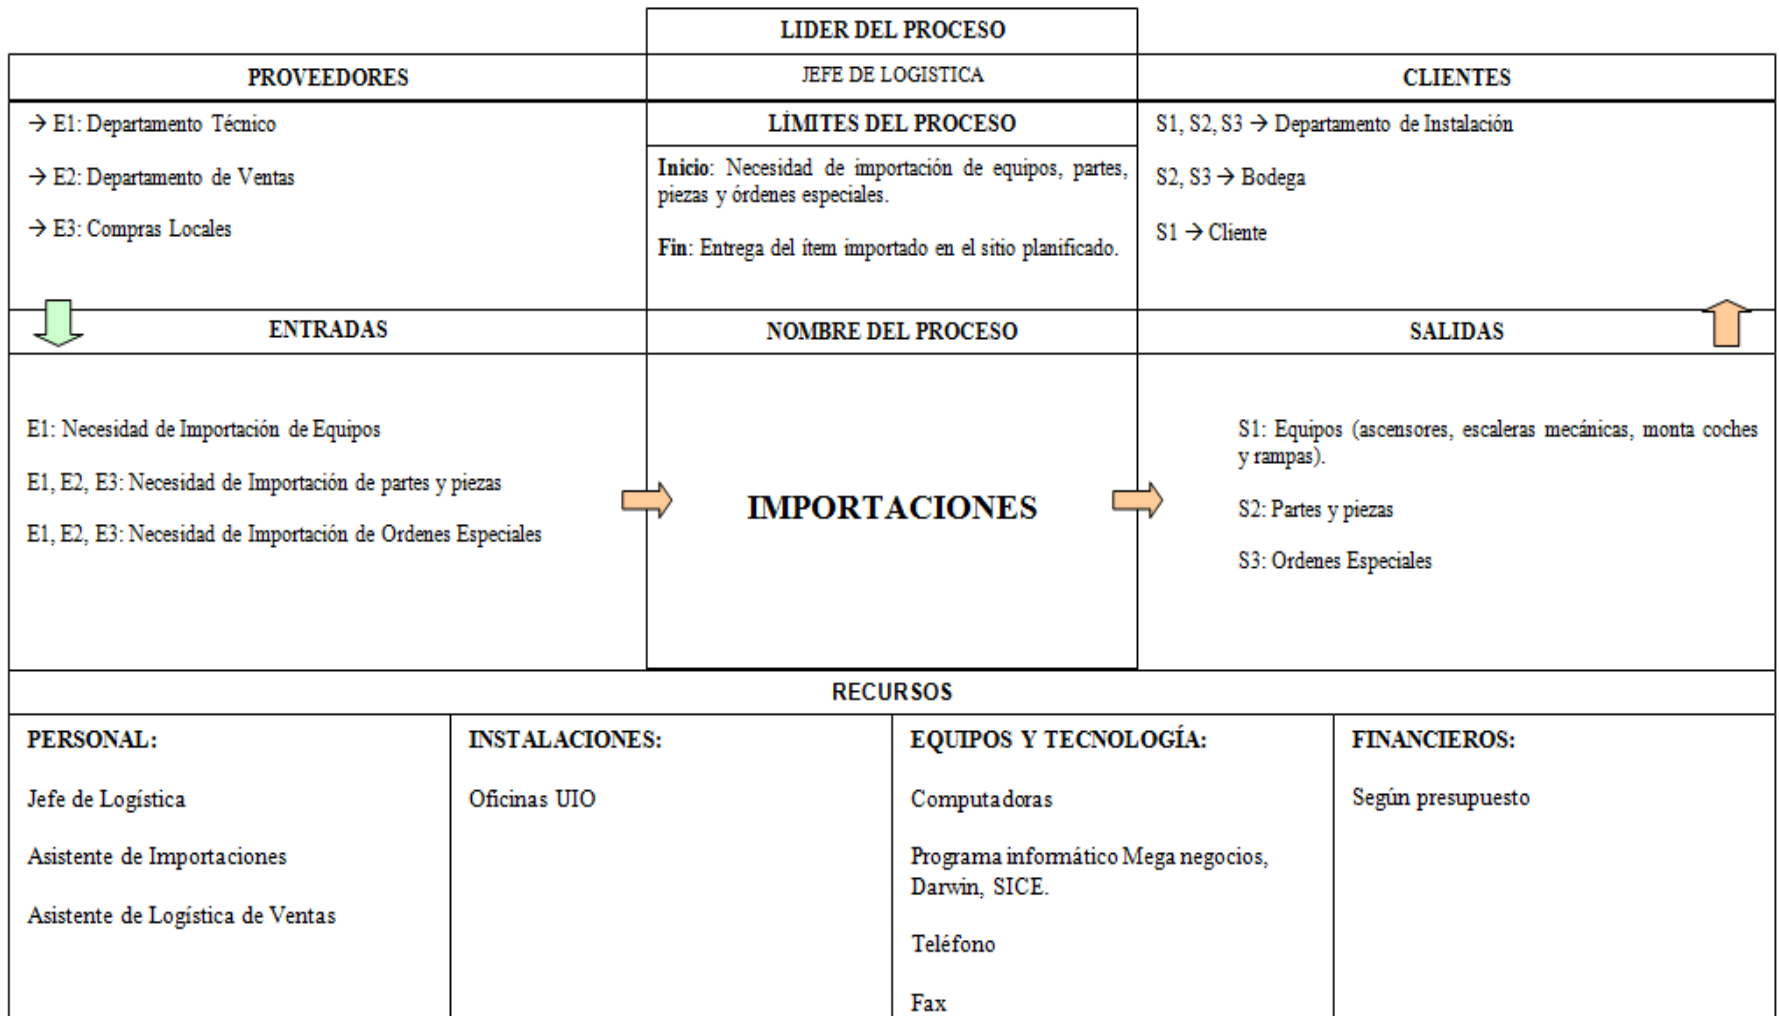 LIDER DEL PROCESO
PROVEEDORES
JEFE DE LOGISTICA
CLIENTES
→ E1: Departamento Técnico
→ E2: Departamento de Ventas
→ E3: Compras Locales
LÍMITES DEL PROCESO
Inicio: Necesidad de importación de equipos, partes,
piezas y órdenes especiales.
Fin: Entrega del ítem importado en el sitio planificado.
S1, S2, S3 → Departamento de Instalación
S2, S3 → Bodega
S1 → Cliente
ENTRADAS
NOMBRE DEL PROCESO
SALIDAS
E1: Necesidad de Importación de Equipos
E1, E2, E3: Necesidad de Importación de partes y piezas
E1, E2, E3: Necesidad de Importación de Ordenes Especiales
IMPORTACIONES
S1: Equipos (ascensores, escaleras mecánicas, monta coches
y rampas).
S2: Partes y piezas
S3: Ordenes Especiales
RECURSOS
PERSONAL:
Jefe de Logística
Asistente de Importaciones
Asistente de Logística de Ventas
INSTALACIONES:
Oficinas UIO
EQUIPOS Y TECNOLOGÍA:
Computadoras
Programa informático Mega negocios,
Darwin, SICE.
Teléfono
Fax
FINANCIEROS:
Según presupuesto